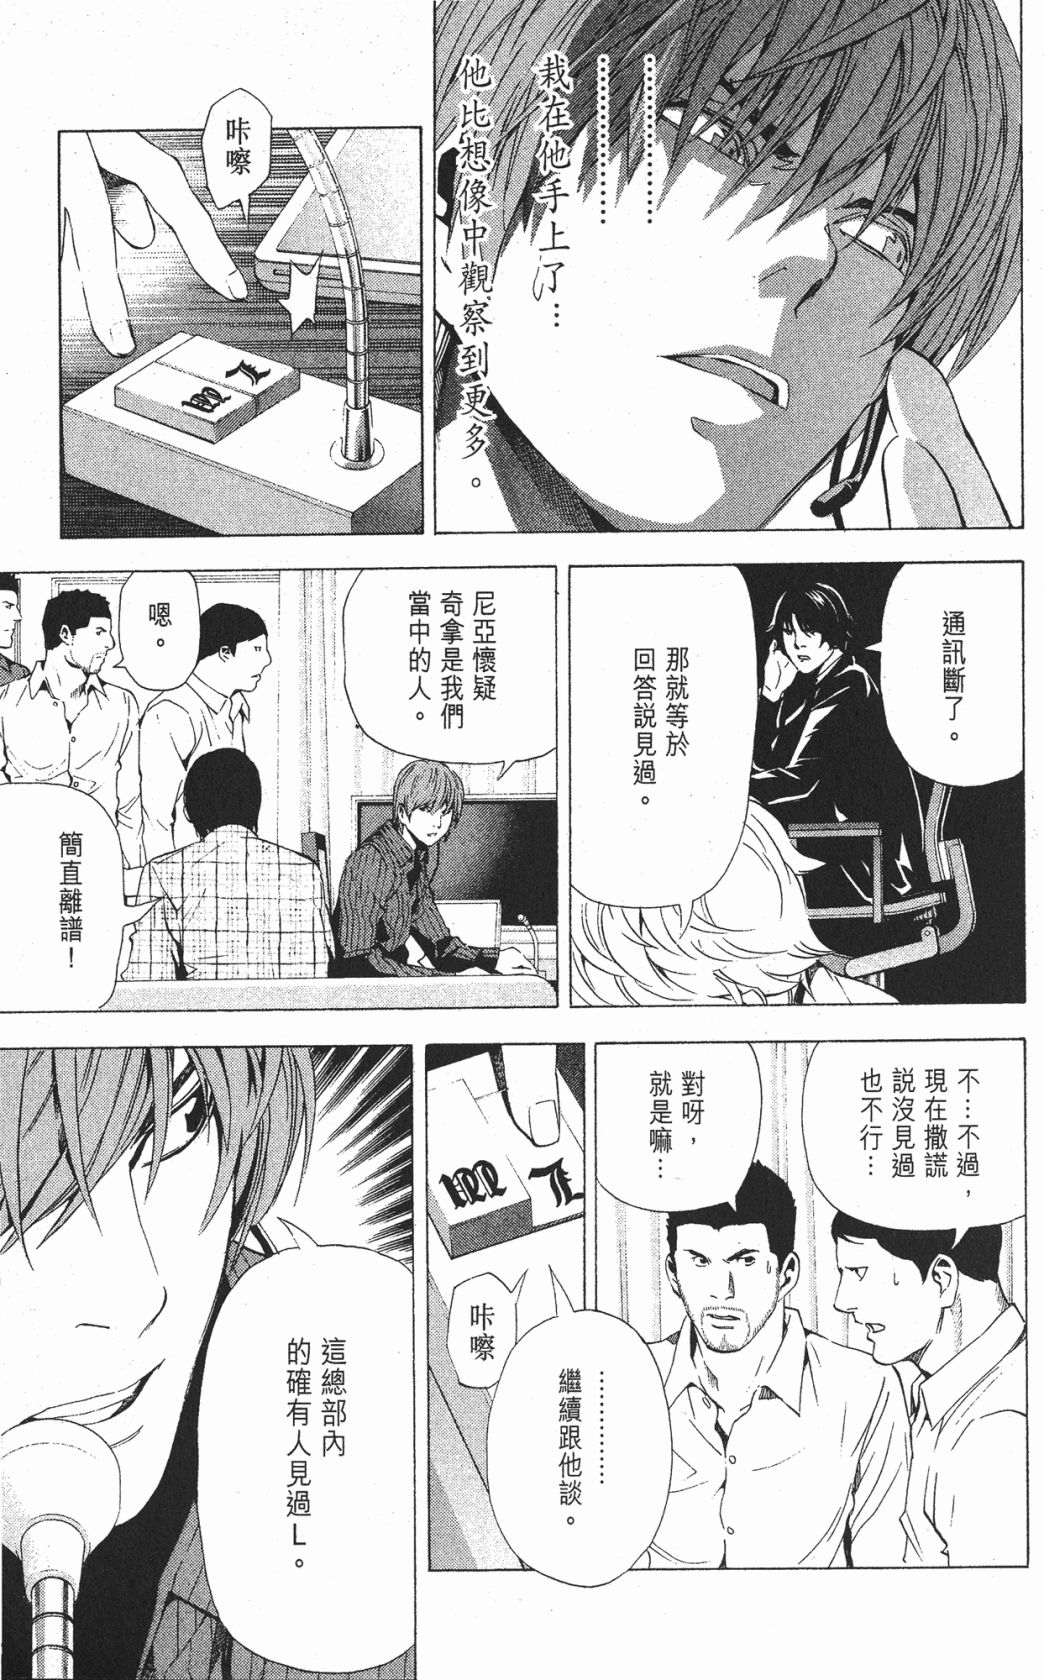 ………………
………………
栽在他手上了…
他比想像中觀察到更多。
咔嚓
L
通訊斷了。
那就等於
回答說見過。
尼亞懷疑
奇拿是我們
當中的人。
嗯。
簡直離譜！
不…不過，
現在撒謊
說沒見過
也不行…
對呀，
就是嘛…
L
咔嚓
………………
繼續跟他談。
這總部內
的確有人見過L。